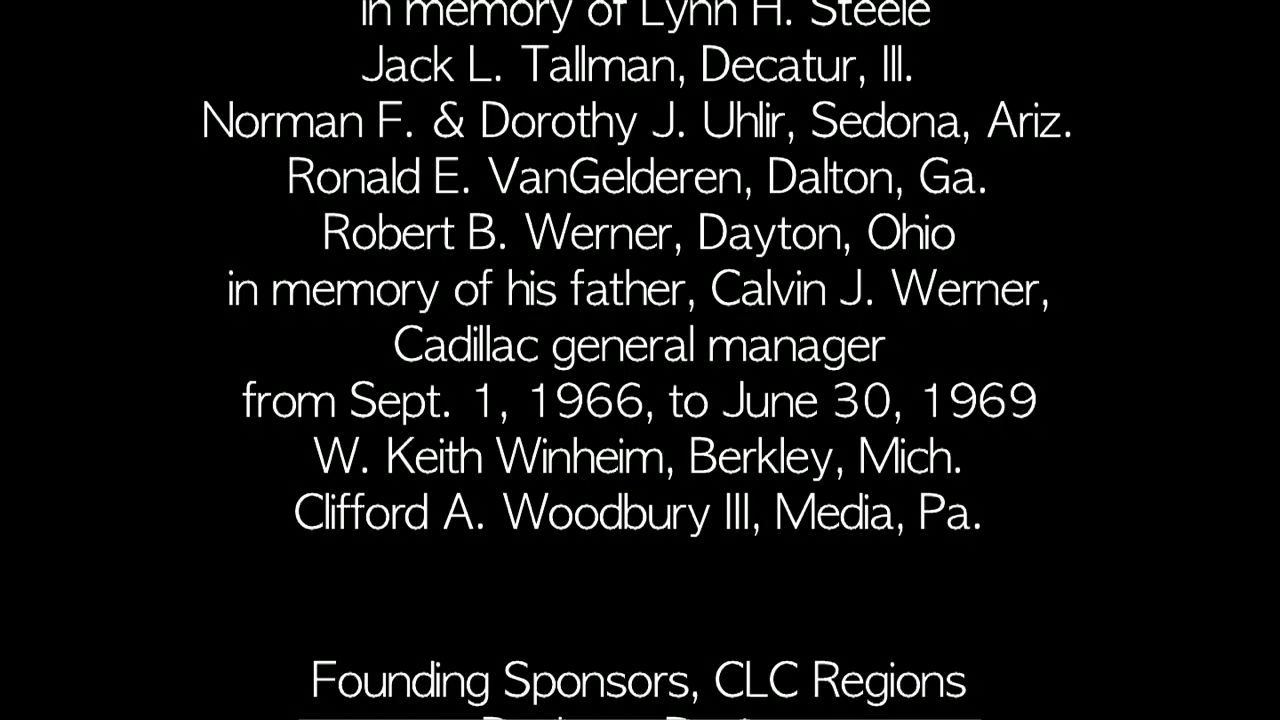 in memory of Lynn H. Steele
Jack L. Tallman, Decatur, Ill.
Norman F. & Dorothy J. Uhlir, Sedona, Ariz.
Ronald E. VanGelderen, Dalton, Ga.
Robert B. Werner, Dayton, Ohio
in memory of his father, Calvin J. Werner,
Cadillac general manager
from Sept. 1, 1966, to June 30, 1969
W. Keith Winheim, Berkley, Mich.
Clifford A. Woodbury III, Media, Pa.
Founding Sponsors, CLC Regions